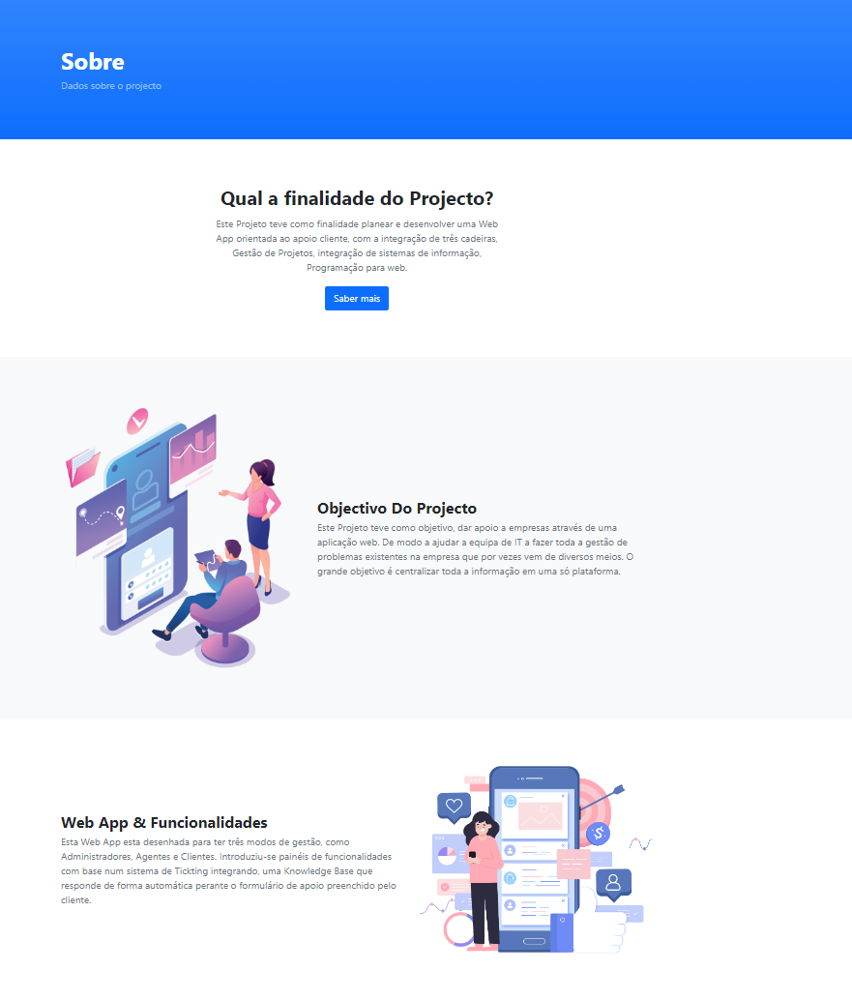 Sobre
Dados sobre o projecto
Qual a finalidade do Projecto?
Este Projeto teve como finalidade planear e desenvolver uma Web
App orientada ao apoio cliente, com a integração de três cadeiras,
Gestão de Projetos, integração de sistemas de informação,
Programação para web.
Saber mais
Objectivo Do Projecto
Este Projeto teve como objetivo, dar apoio a empresas através de uma
aplicação web. De modo a ajudar a equipa de IT a fazer toda a gestão de
problemas existentes na empresa que por vezes vem de diversos meios. O
grande objetivo é centralizar toda a informação em uma só plataforma.
Web App & Funcionalidades
Esta Web App esta desenhada para ter três modos de gestão, como
Administradores, Agentes e Clientes. Introduziu-se painéis de funcionalidades
com base num sistema de Tickting integrando, uma Knowledge Base que
responde de forma automática perante o formulário de apoio preenchido pelo
cliente.